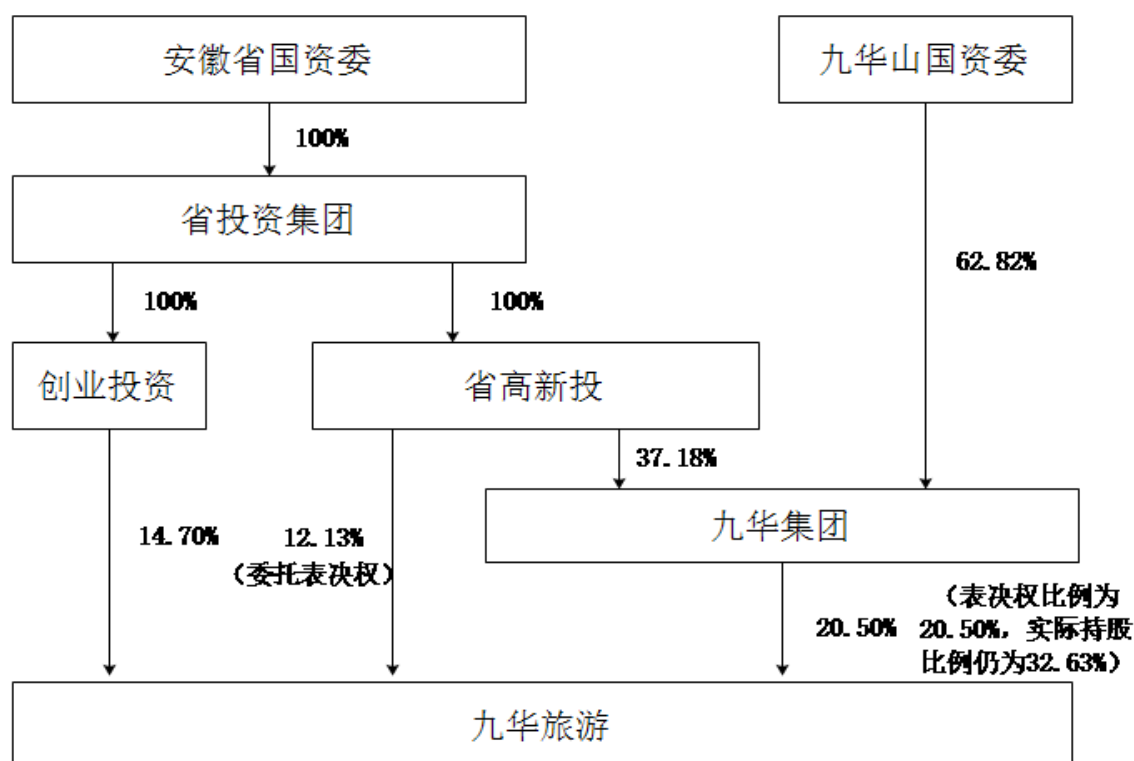 安徽省国资委
九华山国资委
100%
省投资集团
62.82%
100%
100%
创业投资
省高新投
37.18%
九华集团
14.70%
12.13%
（委托表决权）
20.50%
（表决权比例为
20.50%，实际持股
比例仍为32.63%）
九华旅游